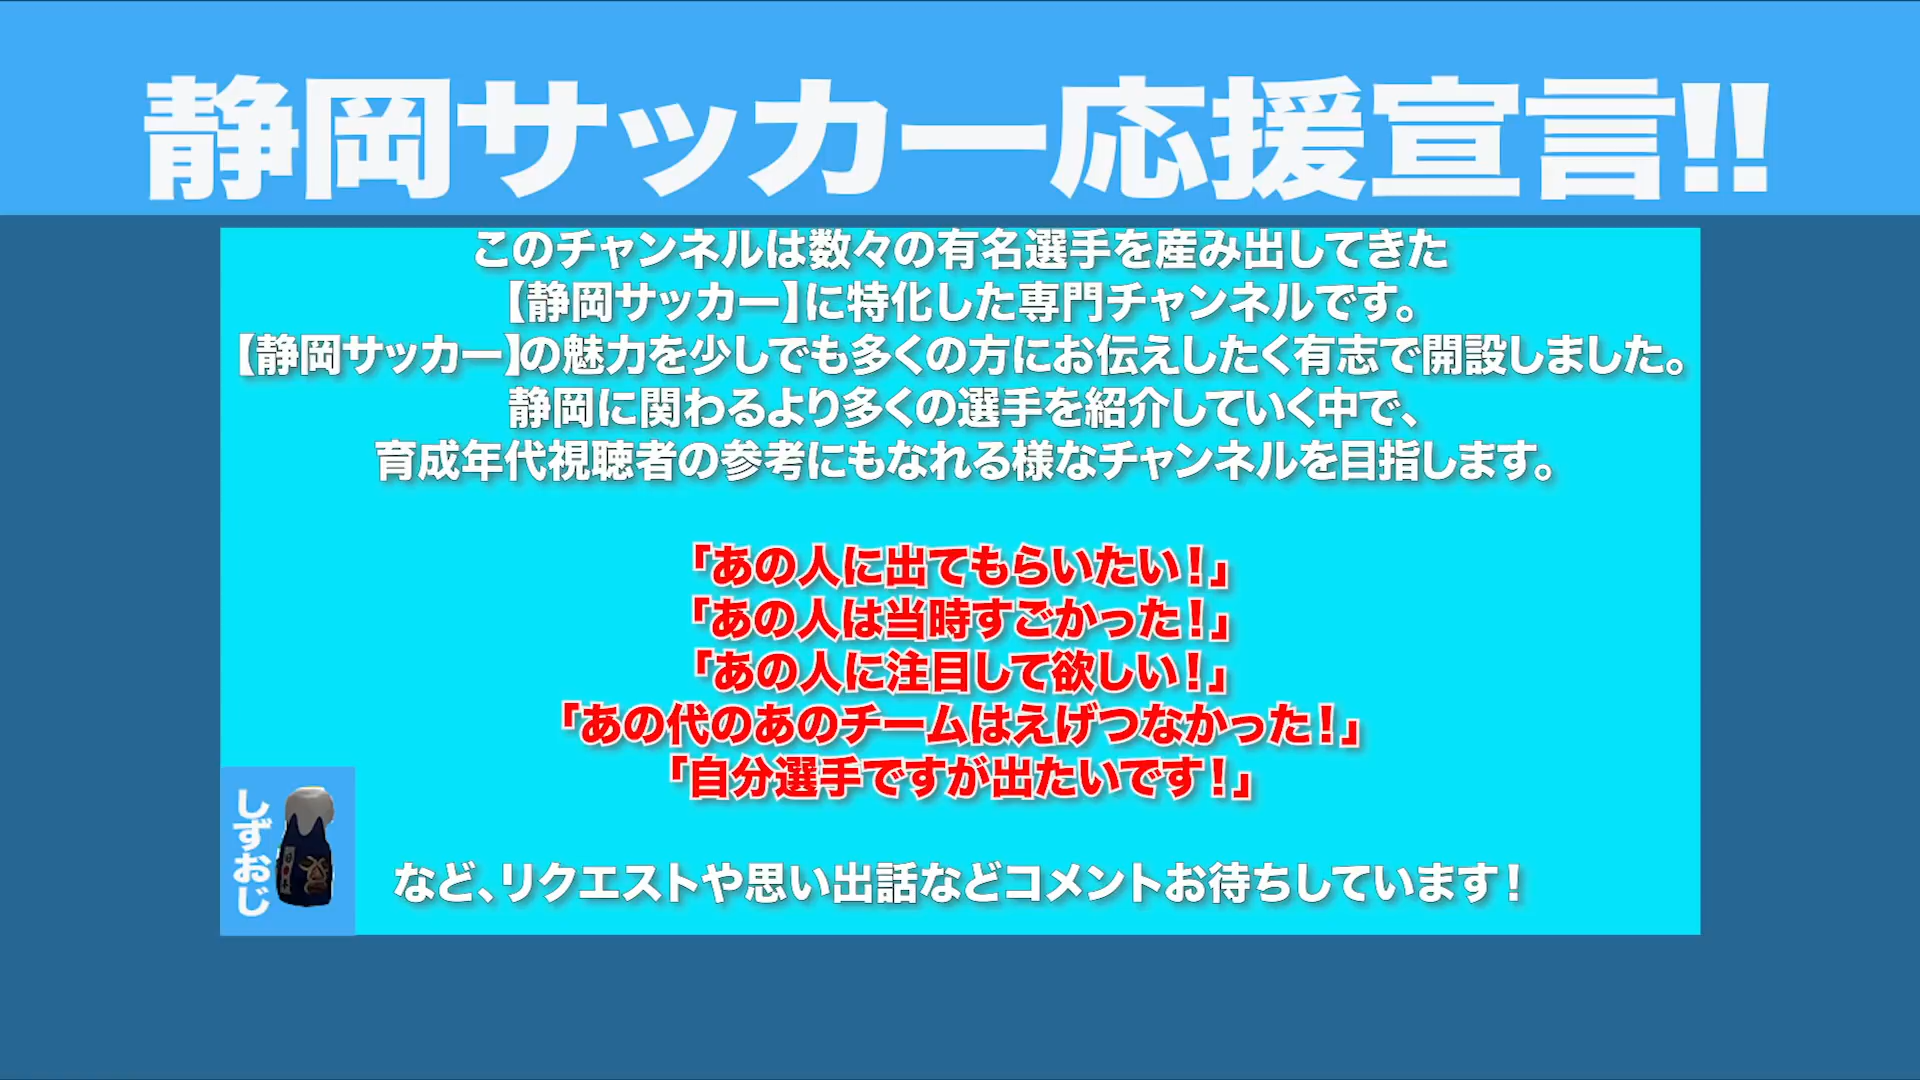 静岡サッカー応援宣言!!
このチャンネルは数々の有名選手を産み出してきた
【静岡サッカー】に特化した専門チャンネルです。
【静岡サッカー】の魅力を少しでも多くの方にお伝えしたく有志で開設しました。
静岡に関わるより多くの選手を紹介していく中で、
育成年代視聴者の参考にもなれる様なチャンネルを目指します。
「あの人に出てもらいたい!」
「あの人は当時すごかった!」
「あの人に注目して欲しい!」
「あの代のあのチームはえげつなかった!」
「自分選手ですが出たいです!」
など、リクエストや思い出話などコメントお待ちしています!
しずおじ